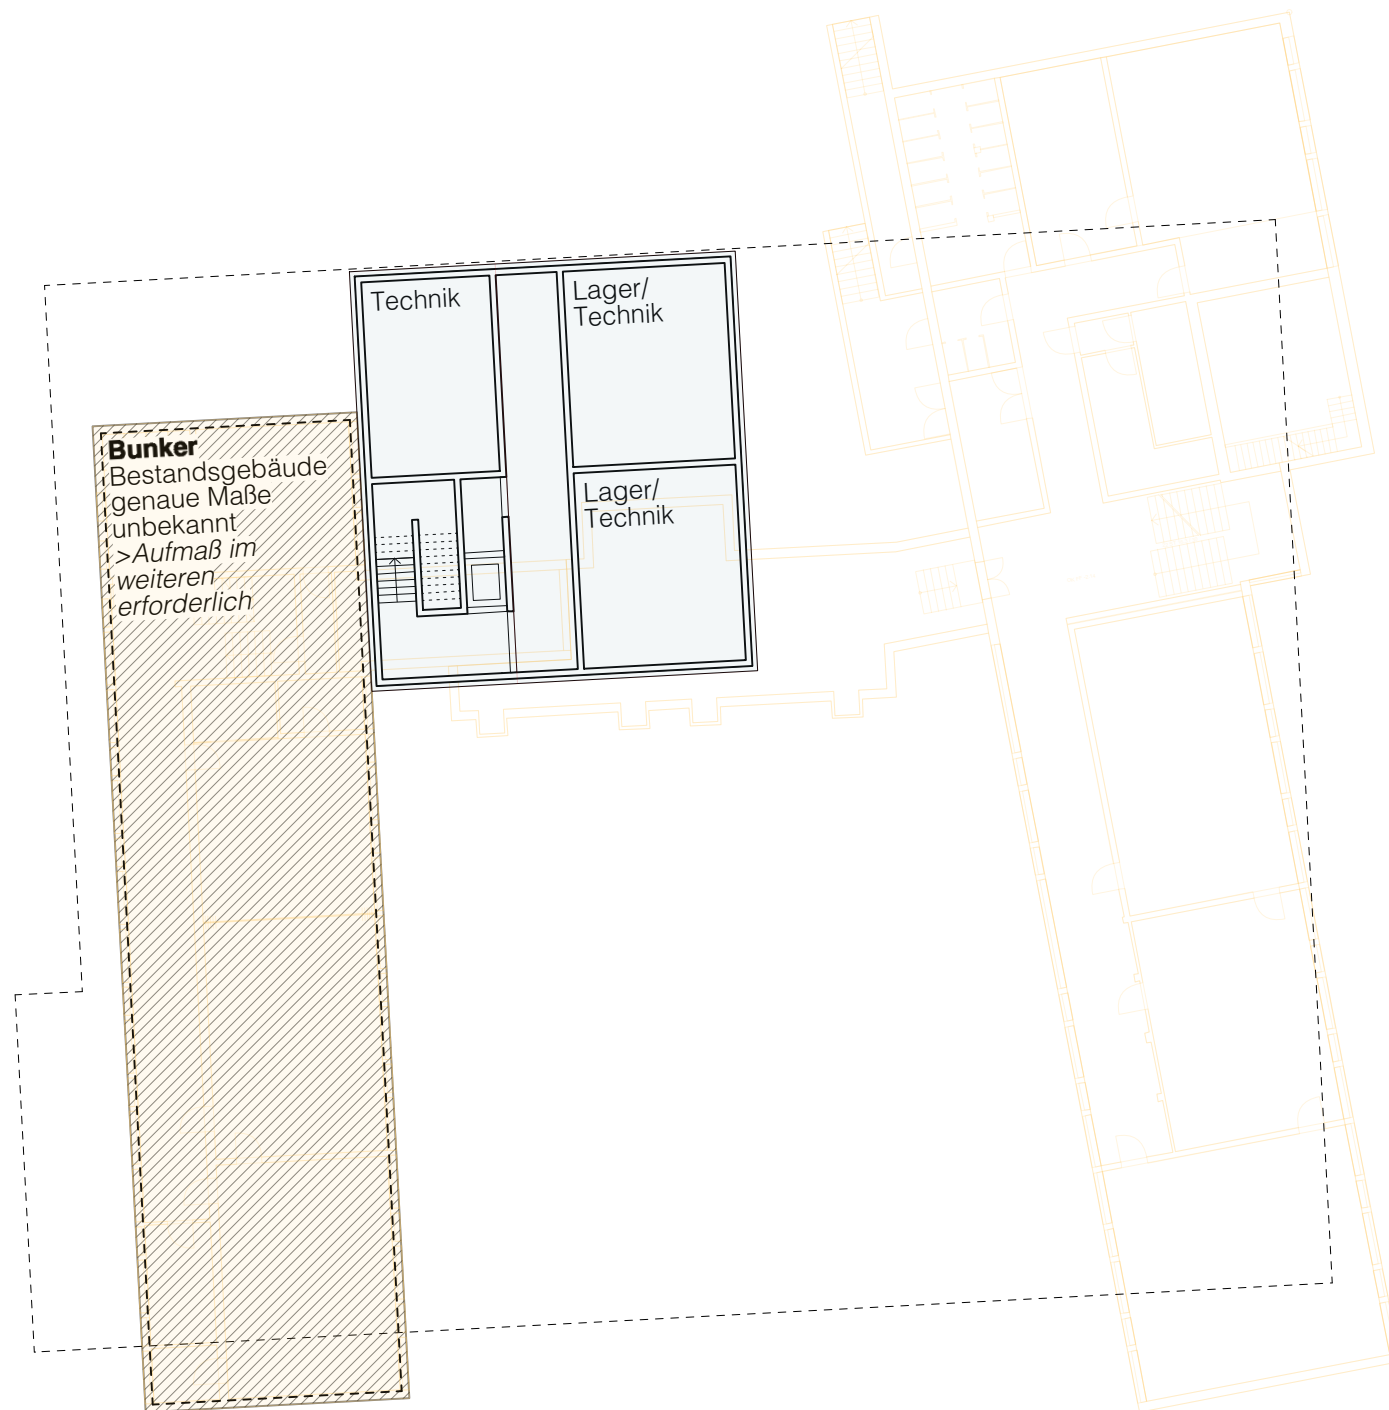 Technik
Lager/
Technik
Bunker
Bestandsgebäude
genaue Maße
unbekannt
>Aufmaß im
weiteren
erforderlich
Lager/
Technik